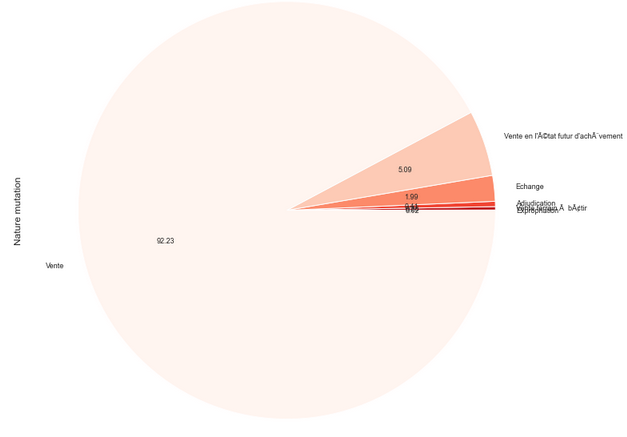 Vente en l'Ã©tat futur d'achÃ¨vement
5.09
Echange
1.99
Adjudication
Expropriation
Nature mutation
92.23
Vente